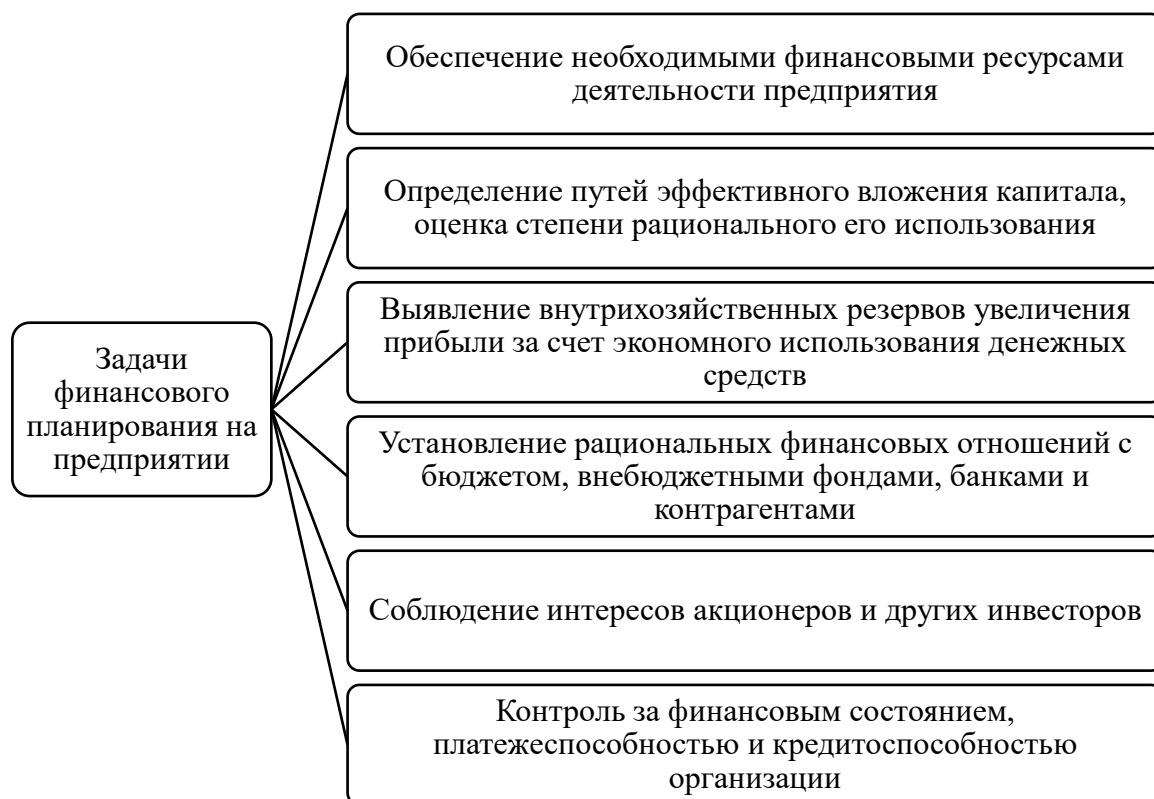 Обеспечение необходимыми финансовыми ресурсами
деятельности предприятия
Определение путей эффективного вложения капитала,
оценка степени рационального его использования
Выявление внутрихозяйственных резервов увеличения
прибыли за счет экономного использования денежных
средств
Задачи
финансового
планирования на
предприятии
Установление рациональных финансовых отношений с
бюджетом, внебюджетными фондами, банками и
контрагентами
Соблюдение интересов акционеров и других инвесторов
Контроль за финансовым состоянием,
платежеспособностью и кредитоспособностью
организации